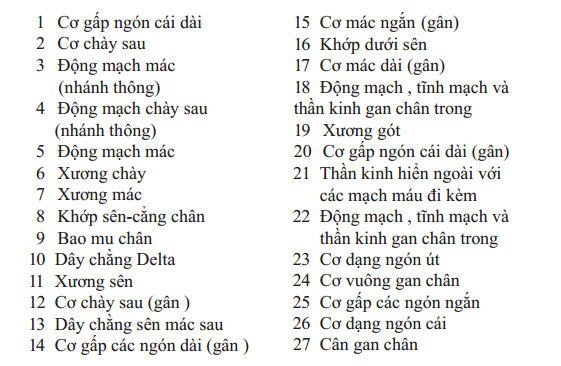 1 Cơ gấp ngón cái dài
2 Cơ chày sau
3 Động mạch mác
(nhánh thông)
4 Động mạch chày sau
(nhánh thông)
5 Động mạch mác
6 Xương chày
7 Xương mác
8 Khớp sên-cẳng chân
9 Bao mu chân
10 Dây chằng Delta
11 Xương sên
12 Cơ chày sau (gân )
13 Dây chằng sên mác sau
14 Cơ gấp các ngón dài (gân )
15 Cơ mác ngắn (gân)
16 Khớp dưới sên
17 Cơ mác dài (gân)
18 Động mạch , tĩnh mạch và
thần kinh gan chân trong
19 Xương gót
20 Cơ gấp ngón cái dài (gân)
21 Thần kinh hiển ngoài với
các mạch máu đi kèm
22 Động mạch , tĩnh mạch và
thần kinh gan chân trong
23 Cơ dạng ngón út
24 Cơ vuông gan chân
25 Cơ gấp các ngón ngắn
26 Cơ dạng ngón cái
27 Cân gan chân